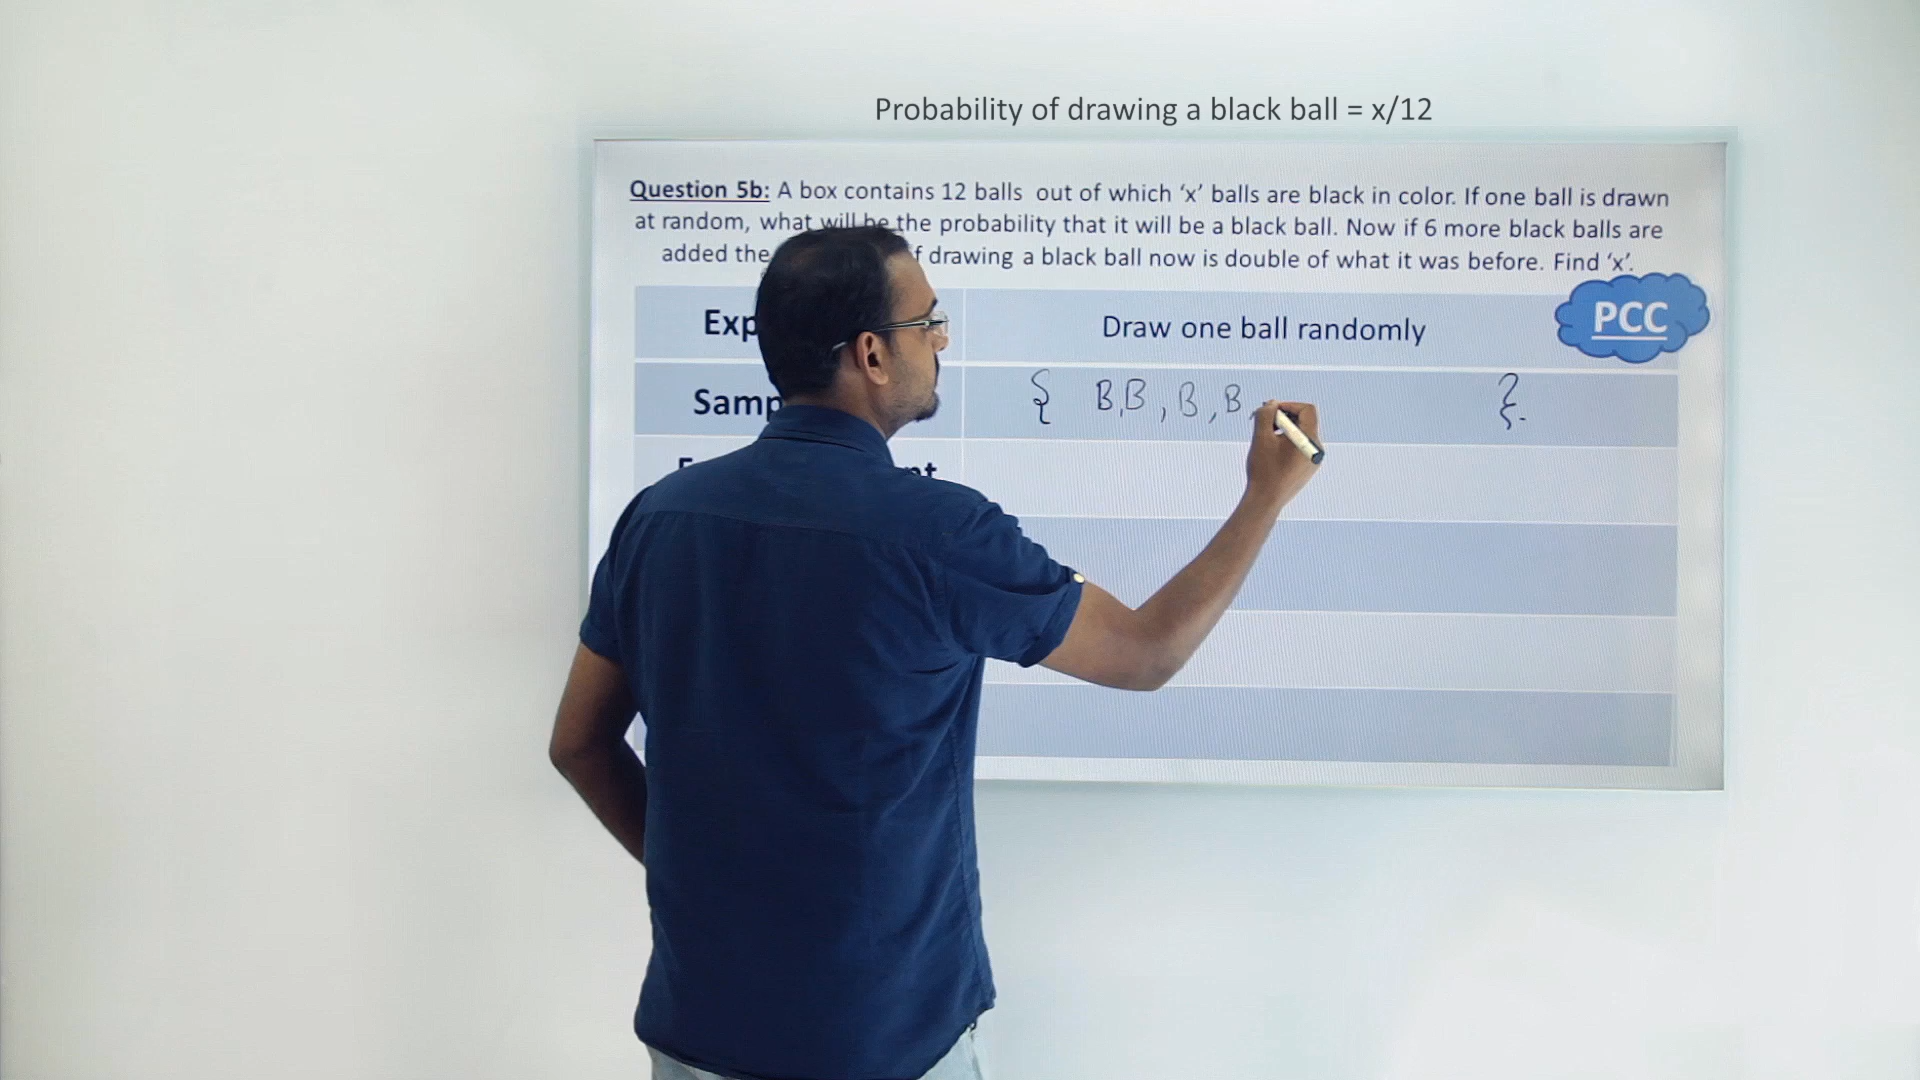 Probability of drawing a black ball = x/12
Question 5b: A box contains 12 balls out of which ‘x’ balls are black in color. If one ball is drawn
at random, what will be the probability that it will be a black ball. Now if 6 more black balls are
added the f drawing a black ball now is double of what it was before. Find ‘x’.
PCC
Exp Draw one ball randomly
Samp { B,B , B , B, }.